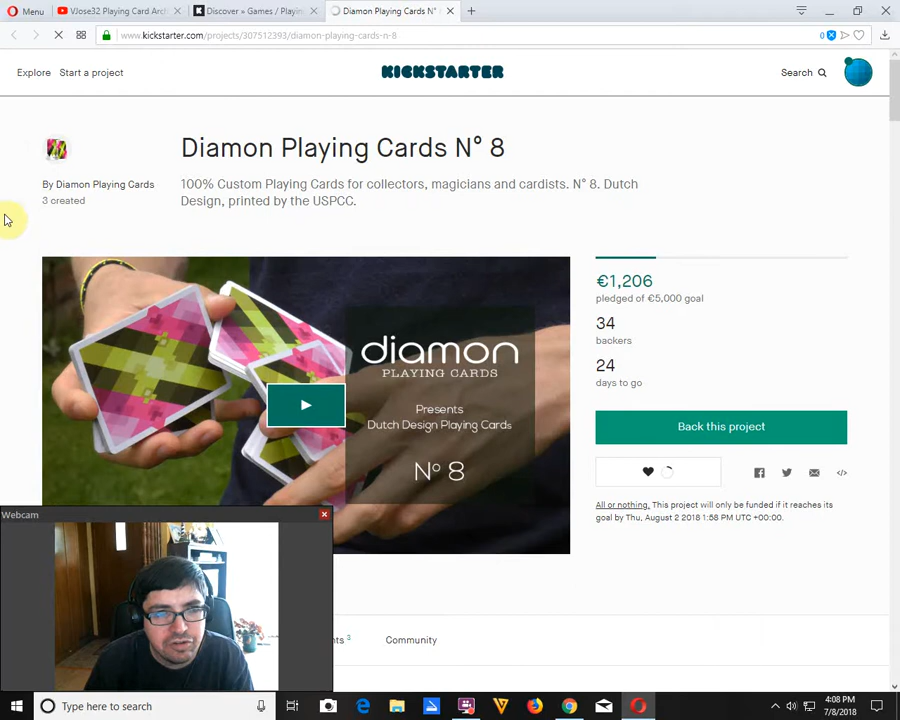 Menu
VJose32 Playing Card Arch
Discover » Games / Playin
Diamon Playing Cards N°
www.kickstarter.com/projects/307512393/diamon-playing-cards-n-8
0
Explore
Start a project
KICKSTARTER
Search
Diamon Playing Cards N° 8
By Diamon Playing Cards
3 created
100% Custom Playing Cards for collectors, magicians and cardists. N° 8. Dutch
Design, printed by the USPCC.
€1,206
pledged of €5,000 goal
34
backers
24
days to go
Back this project
All or nothing. This project will only be funded if it reaches its
goal by Thu, August 2 2018 1:58 PM UTC +00:00.
diamon
PLAYING CARDS
Presents
Dutch Design Playing Cards
N° 8
Webcam
nts 3
Community
Type here to search
4:08 PM
7/8/2018